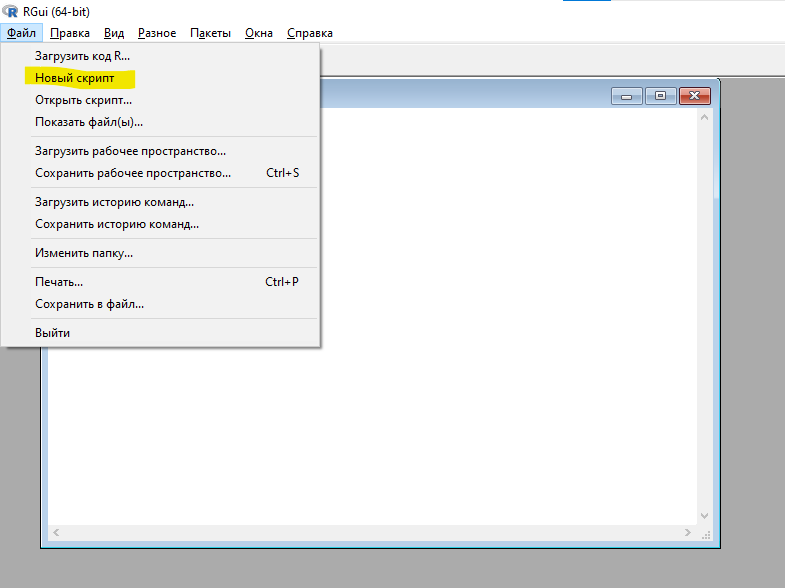 RGui (64-bit)
Файл Правка Вид Разное Пакеты Окна Справка
Загрузить код R...
Новый скрипт
Открыть скрипт...
Показать файл(ы)...
Загрузить рабочее пространство...
Сохранить рабочее пространство... Ctrl+S
Загрузить историю команд...
Сохранить историю команд...
Изменить папку...
Печать... Ctrl+P
Сохранить в файл...
Выйти